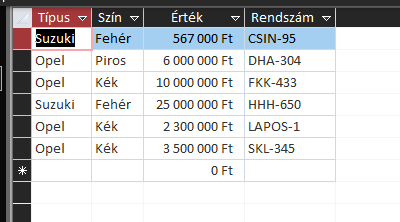 Típus Szín Érték Rendszám
Suzuki Fehér 567 000 Ft CSIN-95
Opel Piros 6 000 000 Ft DHA-304
Opel Kék 10 000 000 Ft FKK-433
Suzuki Fehér 25 000 000 Ft HHH-650
Opel Kék 2 300 000 Ft LAPOS-1
Opel Kék 3 500 000 Ft SKL-345
0 Ft